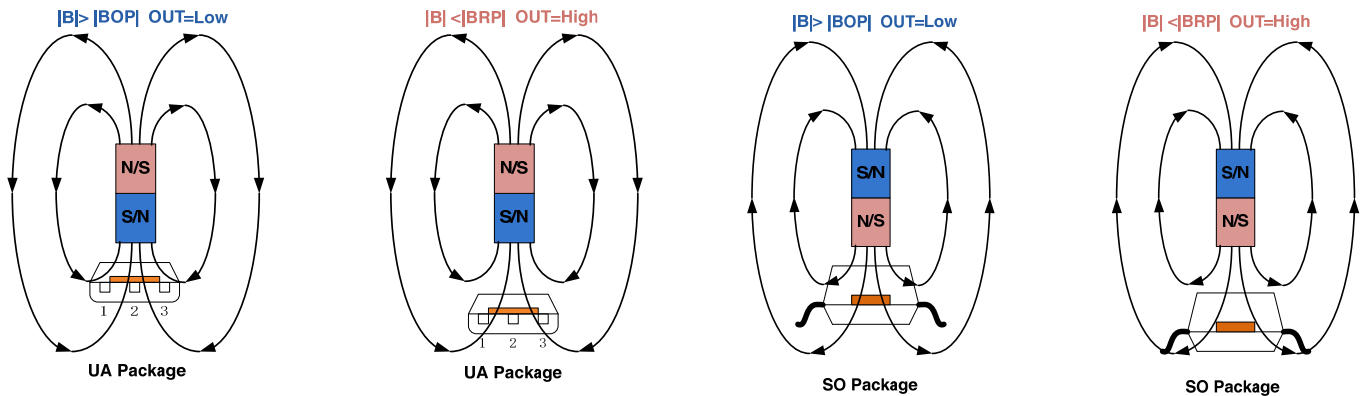 |B|> |BOP|  OUT=Low
|B| <|BRP|  OUT=High
|B|> |BOP|  OUT=Low
|B| <|BRP|  OUT=High
N/S
S/N
1 2 3
UA Package
N/S
S/N
1 2 3
UA Package
S/N
N/S
SO Package
S/N
N/S
SO Package